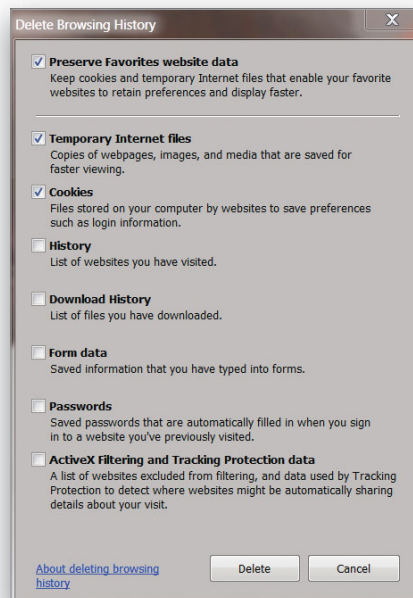 Delete Browsing History
X
Preserve Favorites website data
Keep cookies and temporary Internet files that enable your favorite
websites to retain preferences and display faster.
Temporary Internet files
Copies of webpages, images, and media that are saved for
faster viewing.
Cookies
Files stored on your computer by websites to save preferences
such as login information.
History
List of websites you have visited.
Download History
List of files you have downloaded.
Form data
Saved information that you have typed into forms.
Passwords
Saved passwords that are automatically filled in when you sign
in to a website you've previously visited.
ActiveX Filtering and Tracking Protection data
A list of websites excluded from filtering, and data used by Tracking
Protection to detect where websites might be automatically sharing
details about your visit.
About deleting browsing
history
Delete
Cancel